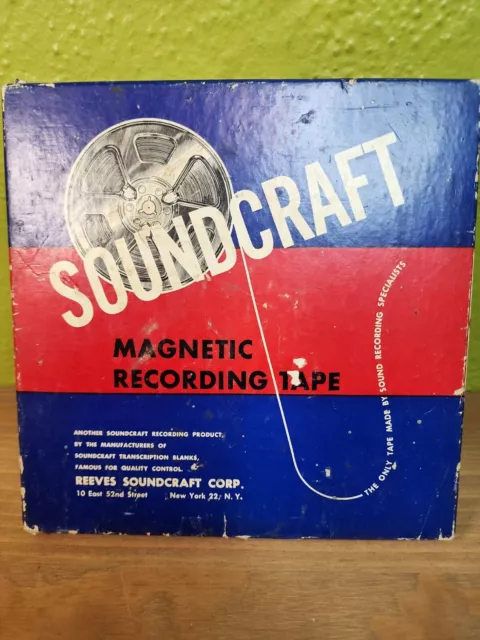 SOUNDCRAFT
MAGNETIC
RECORDING TAPE
THE ONLY TAPE MADE BY SOUND RECORDING SPECIALISTS
ANOTHER SOUNDCRAFT RECORDING PRODUCT,
BY THE MANUFACTURERS OF
SOUNDCRAFT TRANSCRIPTION BLANKS,
FAMOUS FOR QUALITY CONTROL.
REEVES SOUNDCRAFT CORP.
10 East 52nd Street New York 22, N. Y.